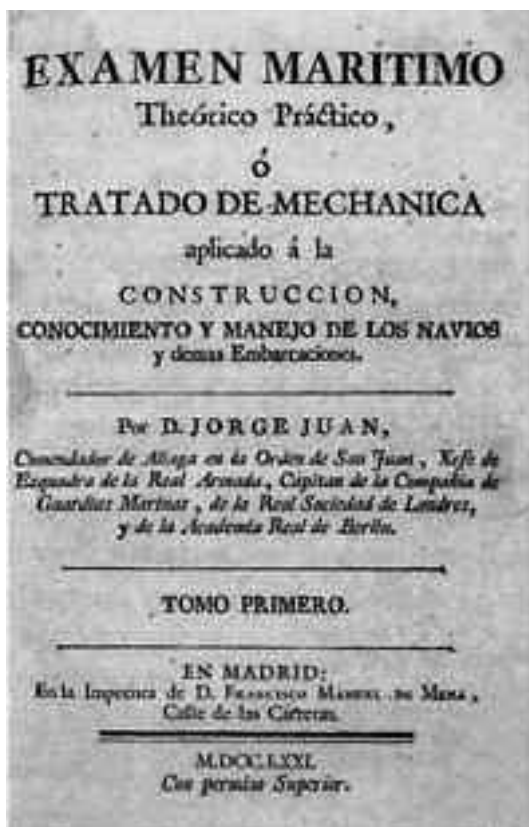 EXAMEN MARITIMO
Theórico Práctico,
ó
TRATADO DE MECHANICA
aplicado á la
CONSTRUCCION,
CONOCIMIENTO Y MANEJO DE LOS NAVIOS
y demas Embarcaciones.
Por D. JORGE JUAN,
Comendador de Aliaga en la Orden de San Juan, Xefe de
Esquadra de la Real Armada, Capitan de la Compañia de
Guardias Marinas, de la Real Sociedad de Londres,
y de la Academia Real de Berlin.
TOMO PRIMERO.
EN MADRID:
En la Imprenta de D. FRANCISCO MANUEL DE MENA,
Calle de las Carretas.
M.DCC.LXXI.
Con permiso Superior.